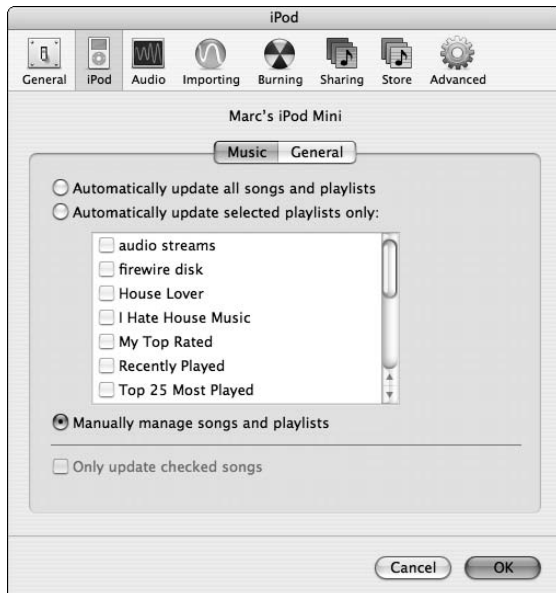 iPod
General iPod Audio Importing Burning Sharing Store Advanced
Marc's iPod Mini
Music General
Automatically update all songs and playlists
Automatically update selected playlists only:
audio streams
firewire disk
House Lover
I Hate House Music
My Top Rated
Recently Played
Top 25 Most Played
Manually manage songs and playlists
Only update checked songs
Cancel OK